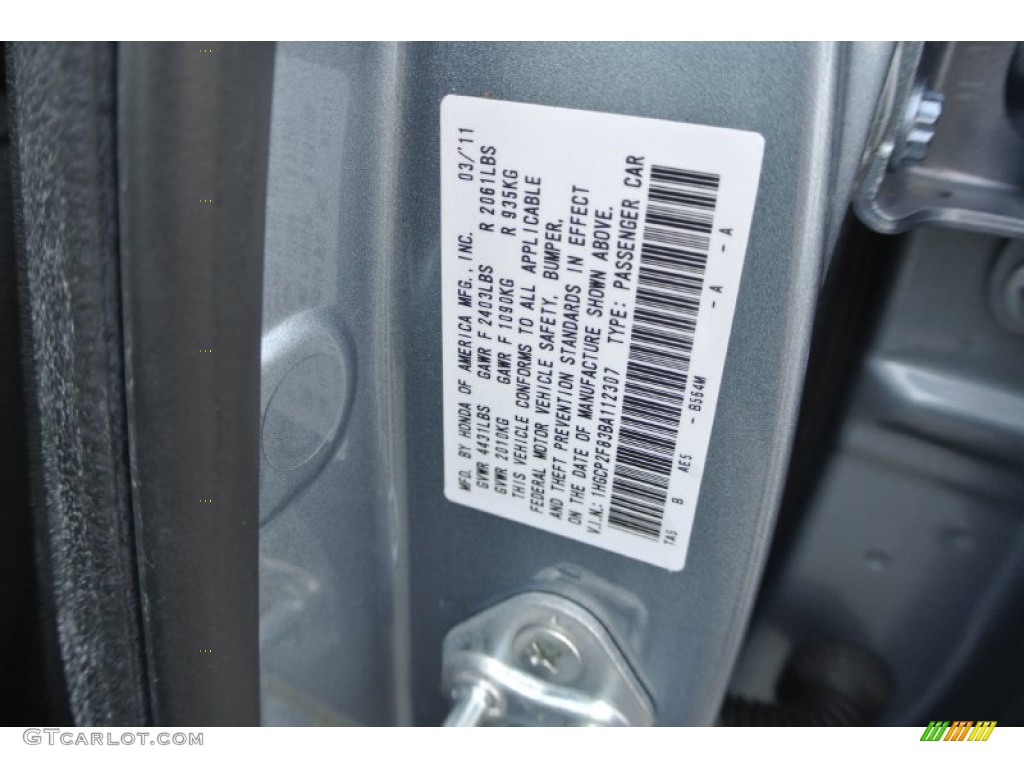 MFD. BY HONDA OF AMERICA MFG., INC. 03/'11
GVWR 4431LBS GAWR F 2403LBS R 2061LBS
GVWR 2010KG GAWR F 1090KG R 935KG
THIS VEHICLE CONFORMS TO ALL APPLICABLE
FEDERAL MOTOR VEHICLE SAFETY, BUMPER,
AND THEFT PREVENTION STANDARDS IN EFFECT
ON THE DATE OF MANUFACTURE SHOWN ABOVE.
V.I.N.: 1HGCP2F83BA112307 TYPE: PASSENGER CAR
TA5 B AE5 - B564M - A - A
GTcarlot.com